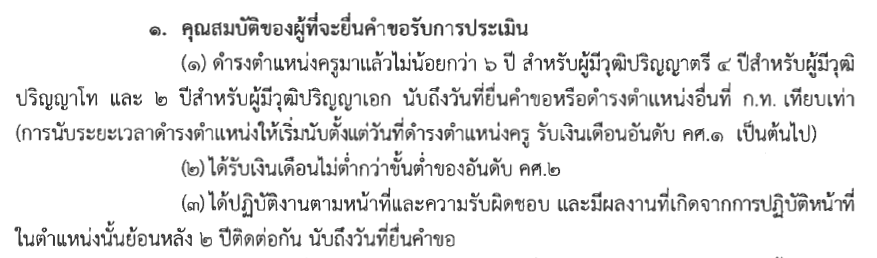 ๑. คุณสมบัติของผู้ที่จะยื่นคำขอรับการประเมิน
(๑) ดำรงตำแหน่งครูมาแล้วไม่น้อยกว่า ๖ ปี สำหรับผู้มีวุฒิปริญญาตรี ๔ ปีสำหรับผู้มีวุฒิ
ปริญญาโท และ ๒ ปีสำหรับผู้มีวุฒิปริญญาเอก นับถึงวันที่ยื่นคำขอหรือดำรงตำแหน่งอื่นที่ ก.ท. เทียบเท่า
(การนับระยะเวลาดำรงตำแหน่งให้เริ่มนับตั้งแต่วันที่ดำรงตำแหน่งครู รับเงินเดือนอันดับ คศ.๑ เป็นต้นไป)
(๒) ได้รับเงินเดือนไม่ต่ำกว่าขั้นต่ำของอันดับ คศ.๒
(๓) ได้ปฏิบัติงานตามหน้าที่และความรับผิดชอบ และมีผลงานที่เกิดจากการปฏิบัติหน้าที่
ในตำแหน่งนั้นย้อนหลัง ๒ ปีติดต่อกัน นับถึงวันที่ยื่นคำขอ